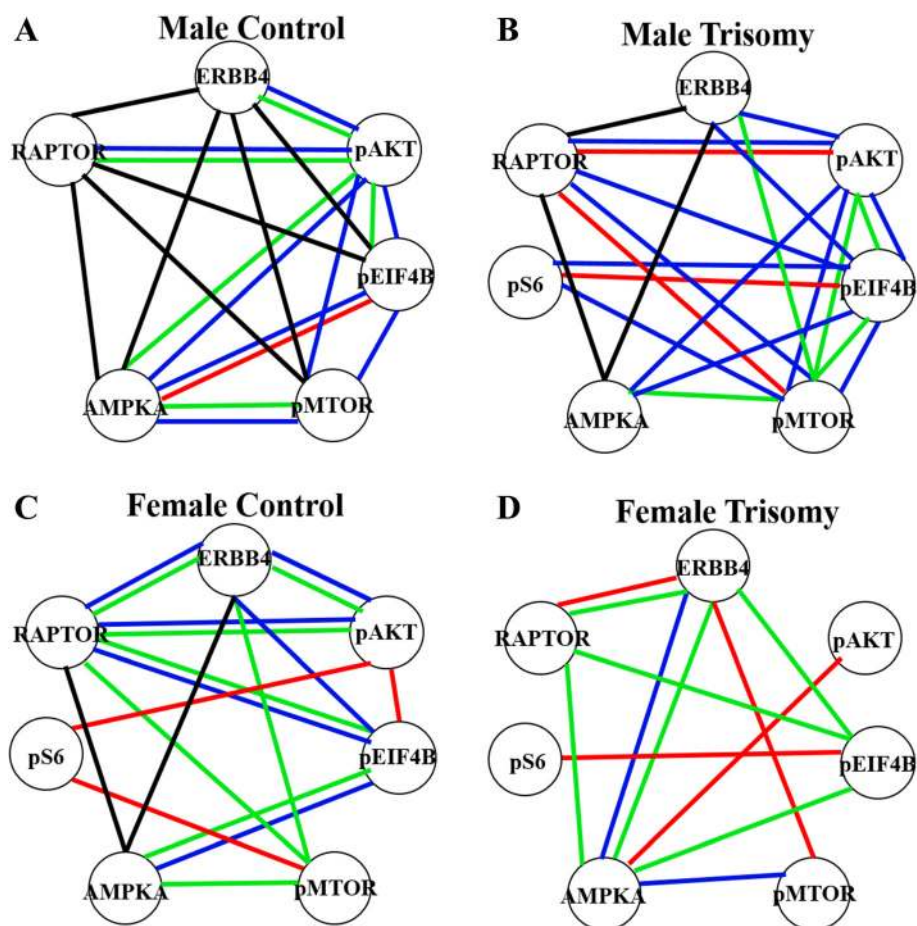 A Male Control
ERBB4
RAPTOR
pAKT
pEIF4B
AMPKA
pMTOR
B Male Trisomy
ERBB4
RAPTOR
pAKT
pS6
pEIF4B
AMPKA
pMTOR
C Female Control
ERBB4
RAPTOR
pAKT
pS6
pEIF4B
AMPKA
pMTOR
D Female Trisomy
ERBB4
RAPTOR
pAKT
pS6
pEIF4B
AMPKA
pMTOR